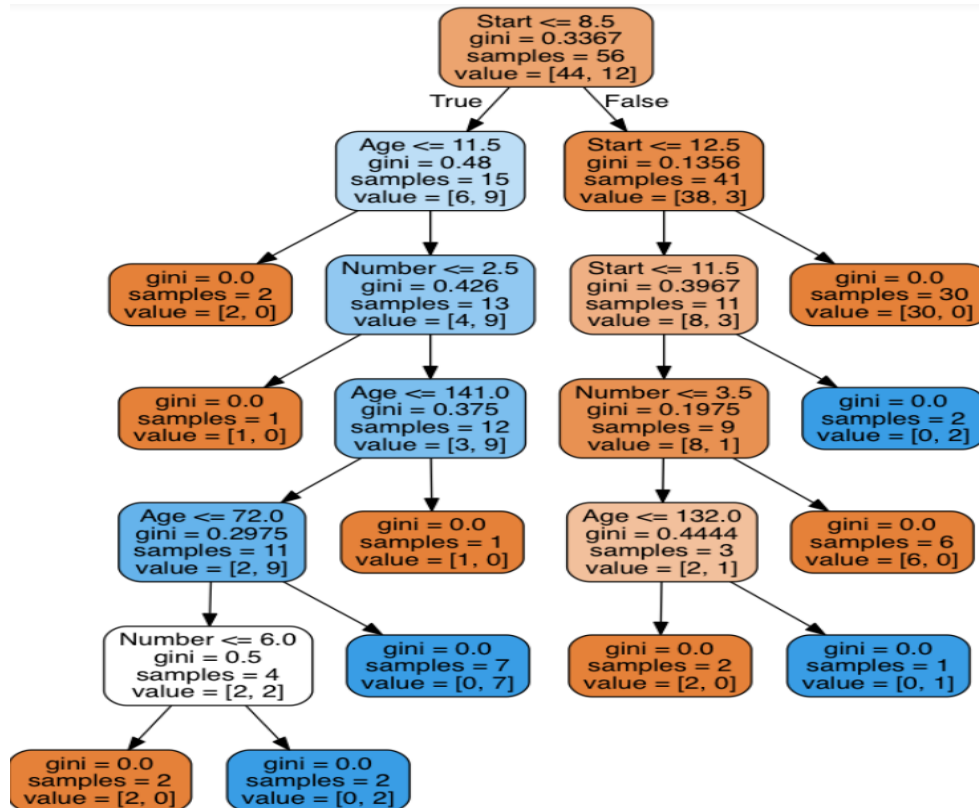 Start <= 8.5
gini = 0.3367
samples = 56
value = [44, 12]
True
False
Age <= 11.5
gini = 0.48
samples = 15
value = [6, 9]
Start <= 12.5
gini = 0.1356
samples = 41
value = [38, 3]
gini = 0.0
samples = 2
value = [2, 0]
Number <= 2.5
gini = 0.426
samples = 13
value = [4, 9]
Start <= 11.5
gini = 0.3967
samples = 11
value = [8, 3]
gini = 0.0
samples = 30
value = [30, 0]
gini = 0.0
samples = 1
value = [1, 0]
Age <= 141.0
gini = 0.375
samples = 12
value = [3, 9]
Number <= 3.5
gini = 0.1975
samples = 9
value = [8, 1]
gini = 0.0
samples = 2
value = [0, 2]
Age <= 72.0
gini = 0.2975
samples = 11
value = [2, 9]
gini = 0.0
samples = 1
value = [1, 0]
Age <= 132.0
gini = 0.4444
samples = 3
value = [2, 1]
gini = 0.0
samples = 6
value = [6, 0]
Number <= 6.0
gini = 0.5
samples = 4
value = [2, 2]
gini = 0.0
samples = 7
value = [0, 7]
gini = 0.0
samples = 2
value = [2, 0]
gini = 0.0
samples = 1
value = [0, 1]
gini = 0.0
samples = 2
value = [2, 0]
gini = 0.0
samples = 2
value = [0, 2]